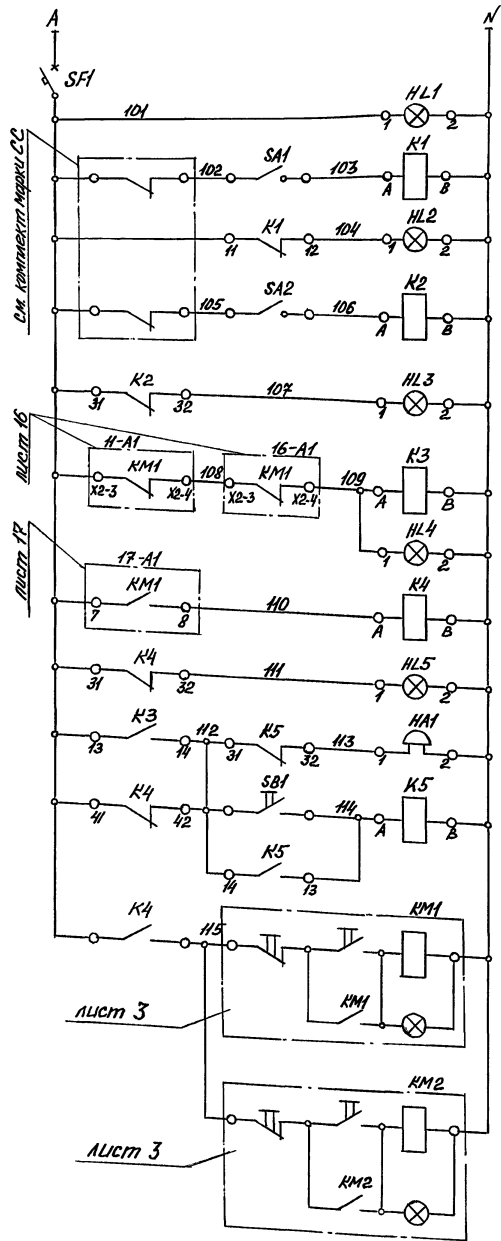 A N
SF1
101 1 HL1 2
см. комплект марки СС
102 SA1 103 A K1 B
11 K1 12 104 1 HL2 2
105 SA2 106 A K2 B
31 K2 32 107 1 HL3 2
лист 16
11-A1 16-A1
X2-3 KM1 X2-4 108 X2-3 KM1 X2-4 109 A K3 B
1 HL4 2
лист 17
17-A1
7 KM1 8 110 A K4 B
31 K4 32 111 1 HL5 2
13 K3 14 112 31 K5 32 113 1 HA1 2
41 K4 42 SB1 114 A K5 B
14 K5 13
K4 115 KM1
KM1
лист 3
KM2
лист 3
KM2